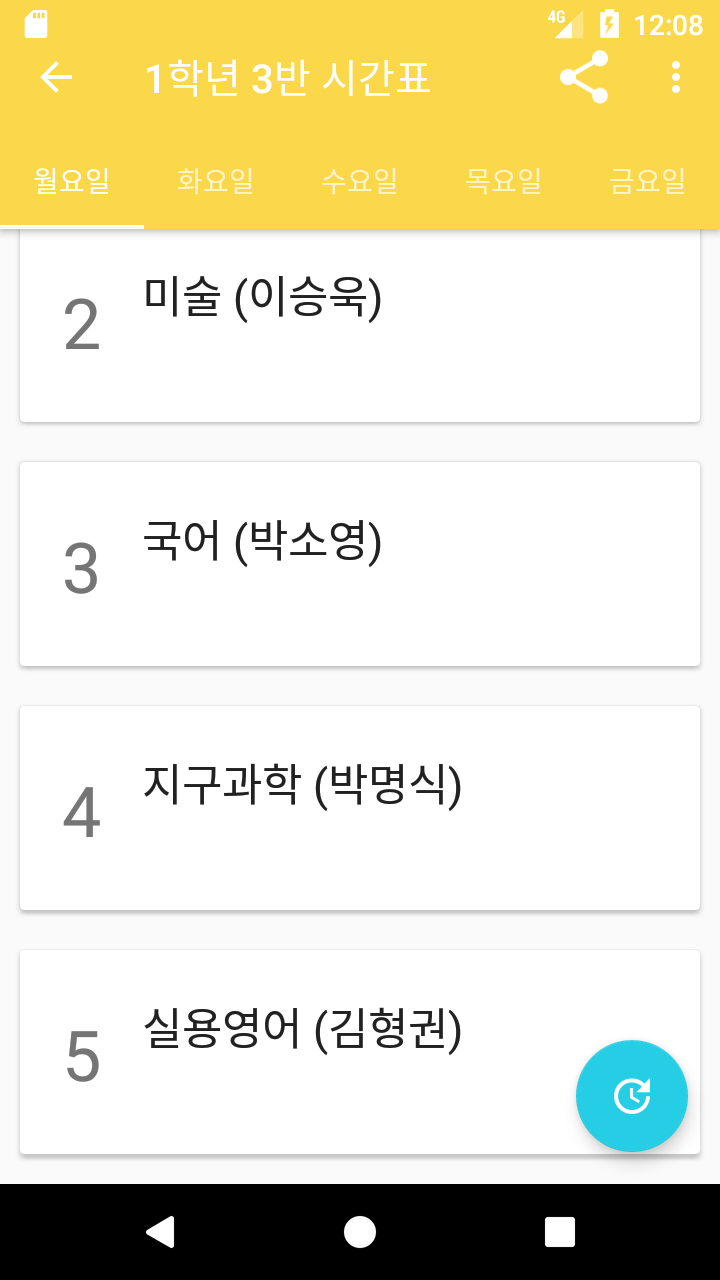 4G 12:08
1학년 3반 시간표
월요일 화요일 수요일 목요일 금요일
2 미술 (이승욱)
3 국어 (박소영)
4 지구과학 (박명식)
5 실용영어 (김형권)